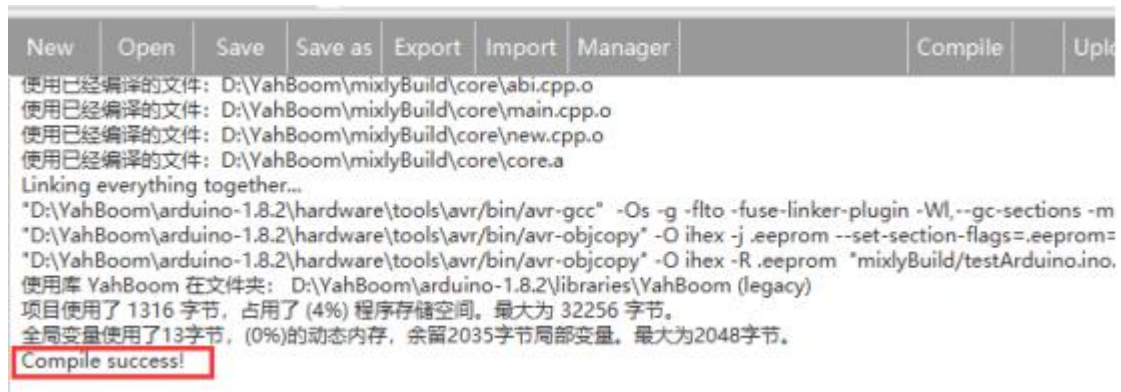 New Open Save Save as Export Import Manager Compile Uplo
使用已经编译的文件：D:\YahBoom\mixlyBuild\core\abi.cpp.o
使用已经编译的文件：D:\YahBoom\mixlyBuild\core\main.cpp.o
使用已经编译的文件：D:\YahBoom\mixlyBuild\core\new.cpp.o
使用已经编译的文件：D:\YahBoom\mixlyBuild\core\core.a
Linking everything together...
"D:\YahBoom\arduino-1.8.2\hardware\tools\avr/bin/avr-gcc" -Os -g -flto -fuse-linker-plugin -Wl,--gc-sections -m
"D:\YahBoom\arduino-1.8.2\hardware\tools\avr/bin/avr-objcopy" -O ihex -j .eeprom --set-section-flags=.eeprom=
"D:\YahBoom\arduino-1.8.2\hardware\tools\avr/bin/avr-objcopy" -O ihex -R .eeprom "mixlyBuild/testArduino.ino.
使用库 YahBoom 在文件夹： D:\YahBoom\arduino-1.8.2\libraries\YahBoom (legacy)
项目使用了 1316 字节，占用了 (4%) 程序存储空间。最大为 32256 字节。
全局变量使用了13字节，(0%)的动态内存，余留2035字节局部变量。最大为2048字节。
Compile success!